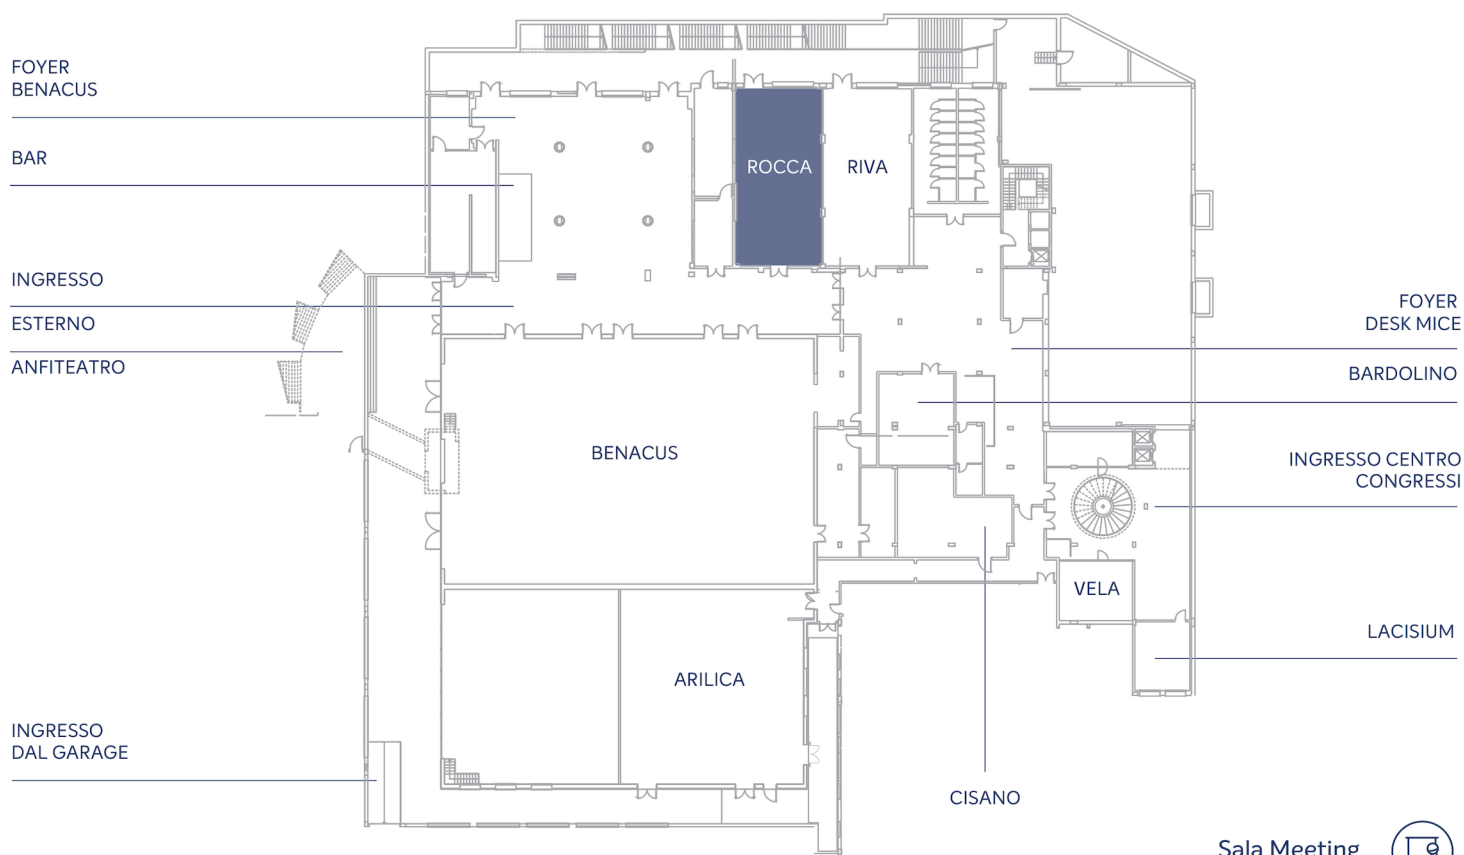 FOYER
BENACUS
BAR
INGRESSO
ESTERNO
ANFITEATRO
INGRESSO
DAL GARAGE
ROCCA
RIVA
BENACUS
ARILICA
VELA
CISANO
FOYER
DESK MICE
BARDOLINO
INGRESSO CENTRO
CONGRESSI
LACISIUM
Sala Meeting